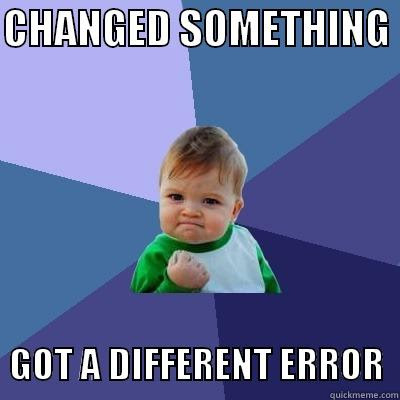 CHANGED SOMETHING
GOT A DIFFERENT ERROR
quickmeme.com